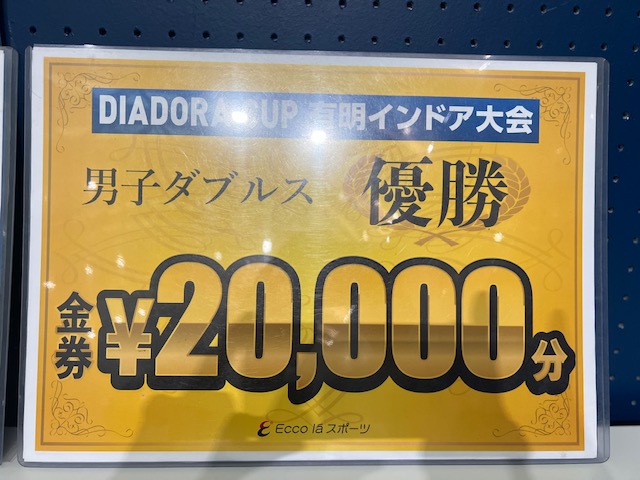 DIADORA CUP 有明インドア大会
男子ダブルス 優勝
金券 ¥20,000分
Ecco la スポーツ